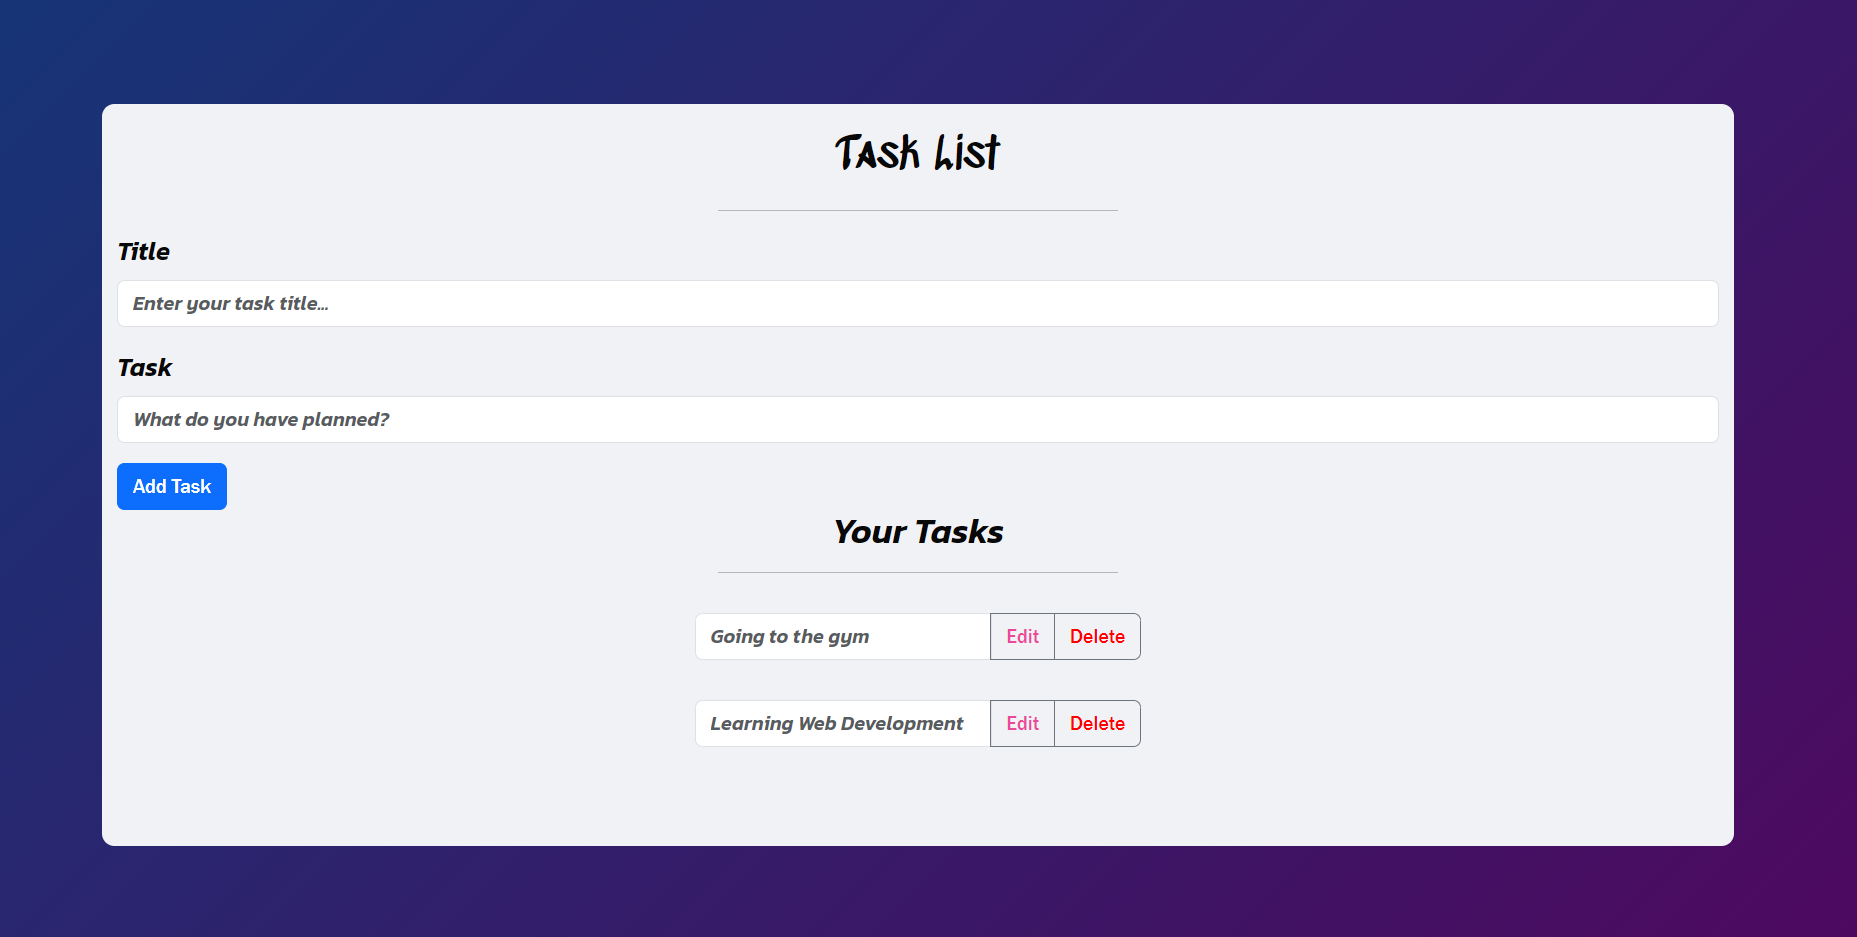 Task List
Title
Enter your task title...
Task
What do you have planned?
Add Task
Your Tasks
Going to the gym Edit Delete
Learning Web Development Edit Delete